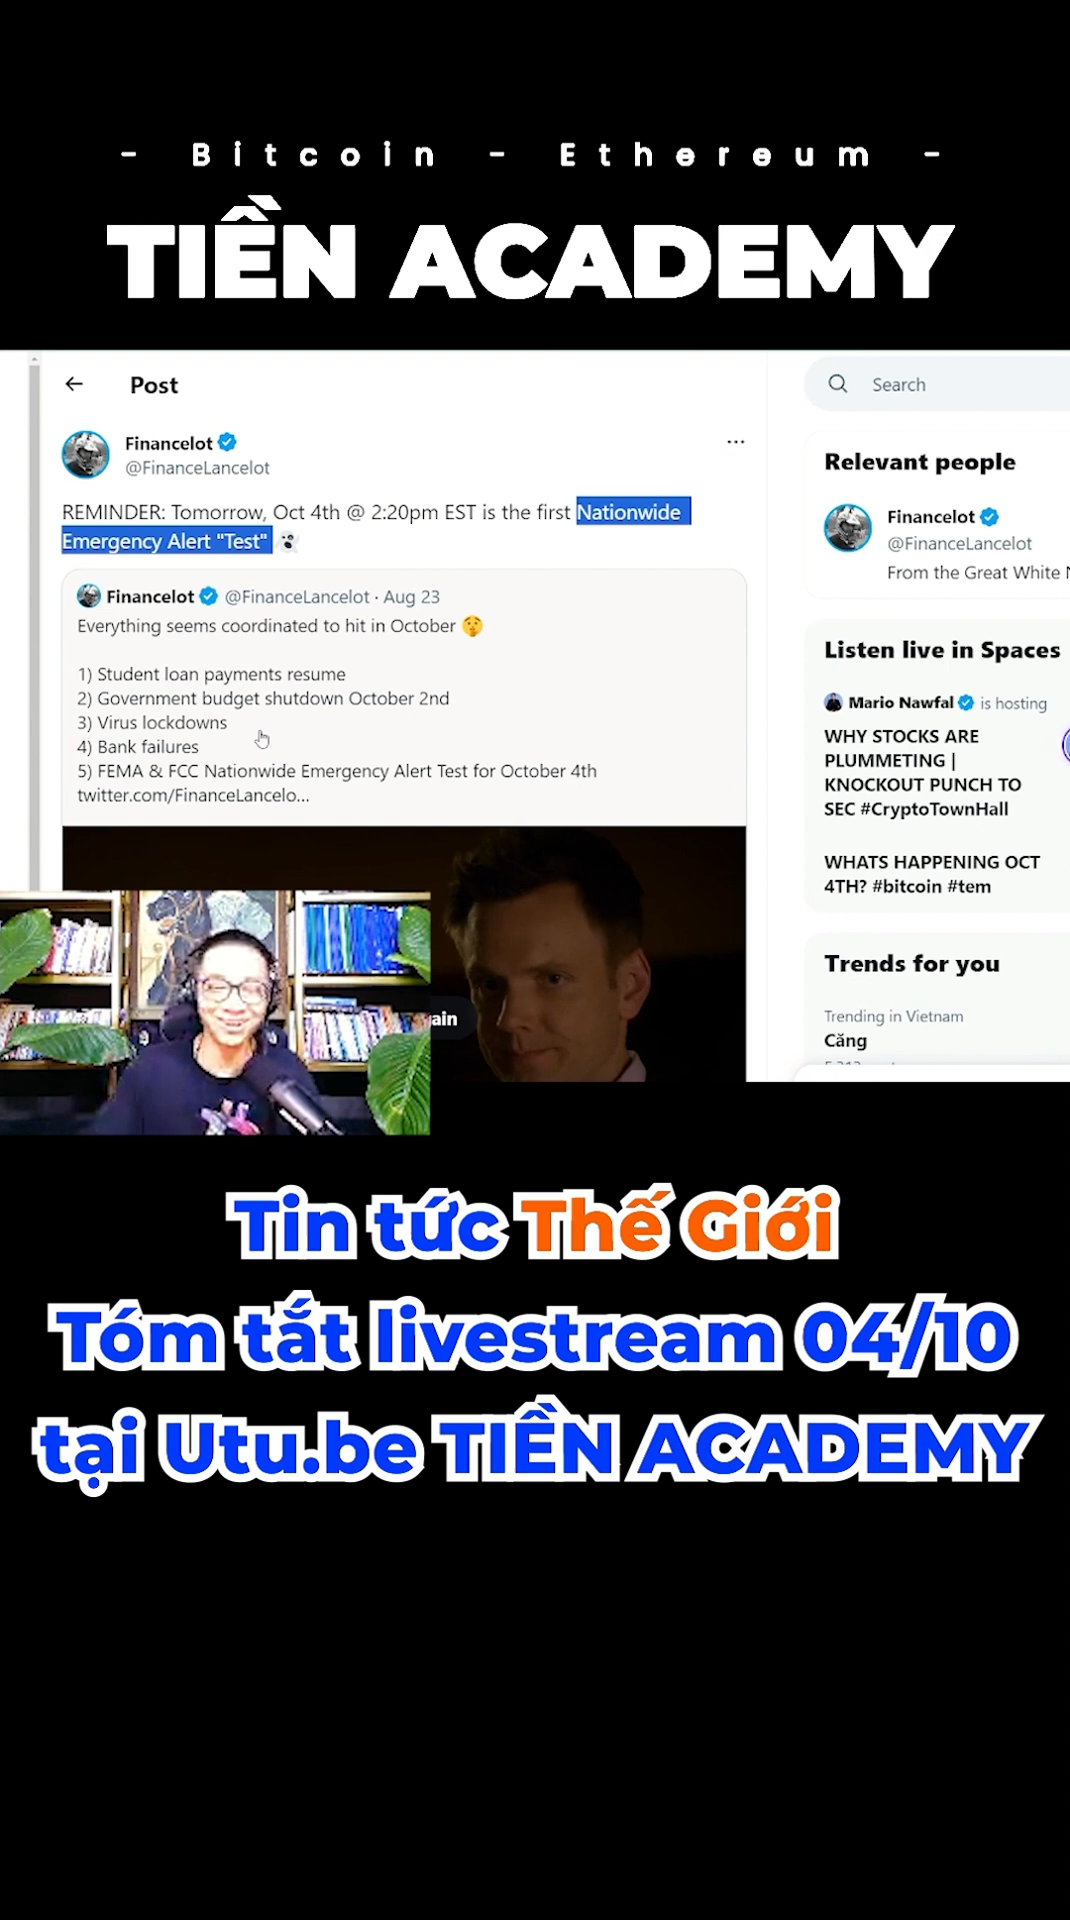 - Bitcoin - Ethereum -
TIỀN ACADEMY
Post
Financelot
@FinanceLancelot
REMINDER: Tomorrow, Oct 4th @ 2:20pm EST is the first Nationwide
Emergency Alert "Test" 👻
Financelot @FinanceLancelot · Aug 23
Everything seems coordinated to hit in October 🤫
1) Student loan payments resume
2) Government budget shutdown October 2nd
3) Virus lockdowns
4) Bank failures
5) FEMA & FCC Nationwide Emergency Alert Test for October 4th
twitter.com/FinanceLancelo...
ain
Search
Relevant people
Financelot
@FinanceLancelot
From the Great White
Listen live in Spaces
Mario Nawfal is hosting
WHY STOCKS ARE
PLUMMETING |
KNOCKOUT PUNCH TO
SEC #CryptoTownHall
WHATS HAPPENING OCT
4TH? #bitcoin #tem
Trends for you
Trending in Vietnam
Căng
Tin tức Thế Giới
Tóm tắt livestream 04/10
tại Utu.be TIỀN ACADEMY